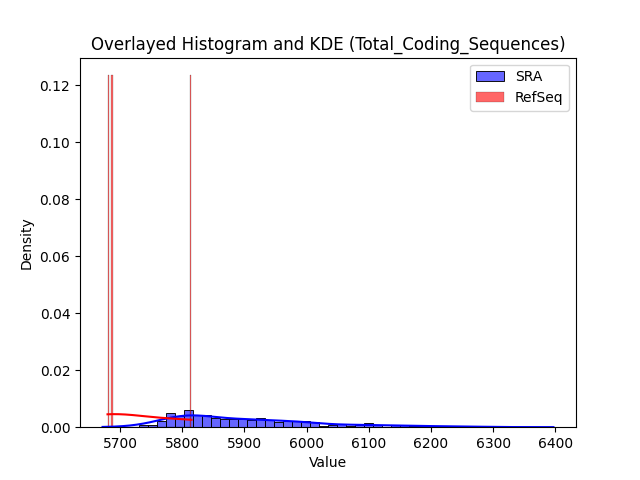 Overlayed Histogram and KDE (Total_Coding_Sequences)
SRA
RefSeq
0.12
0.10
0.08
0.06
0.04
0.02
0.00
Density
5700 5800 5900 6000 6100 6200 6300 6400
Value